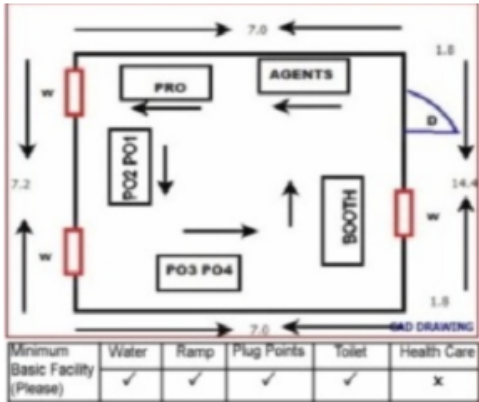 7.0
1.8
W
PRO
AGENTS
D
PO2 PO1
7.2
14.4
BOOTH
W
W
PO3 PO4
1.8
7.0
CAD DRAWING
Minimum Basic Facility (Please) Water Ramp Plug Points Toilet Health Care
✓ ✓ ✓ ✓ x